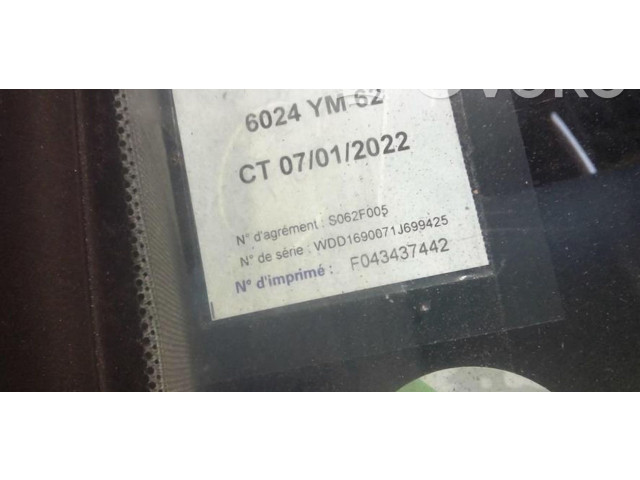 6024 YM 62
CT 07/01/2022
N° d'agrément : S062F005
N° de série : WDD1690071J699425
N° d'imprimé : F043437442